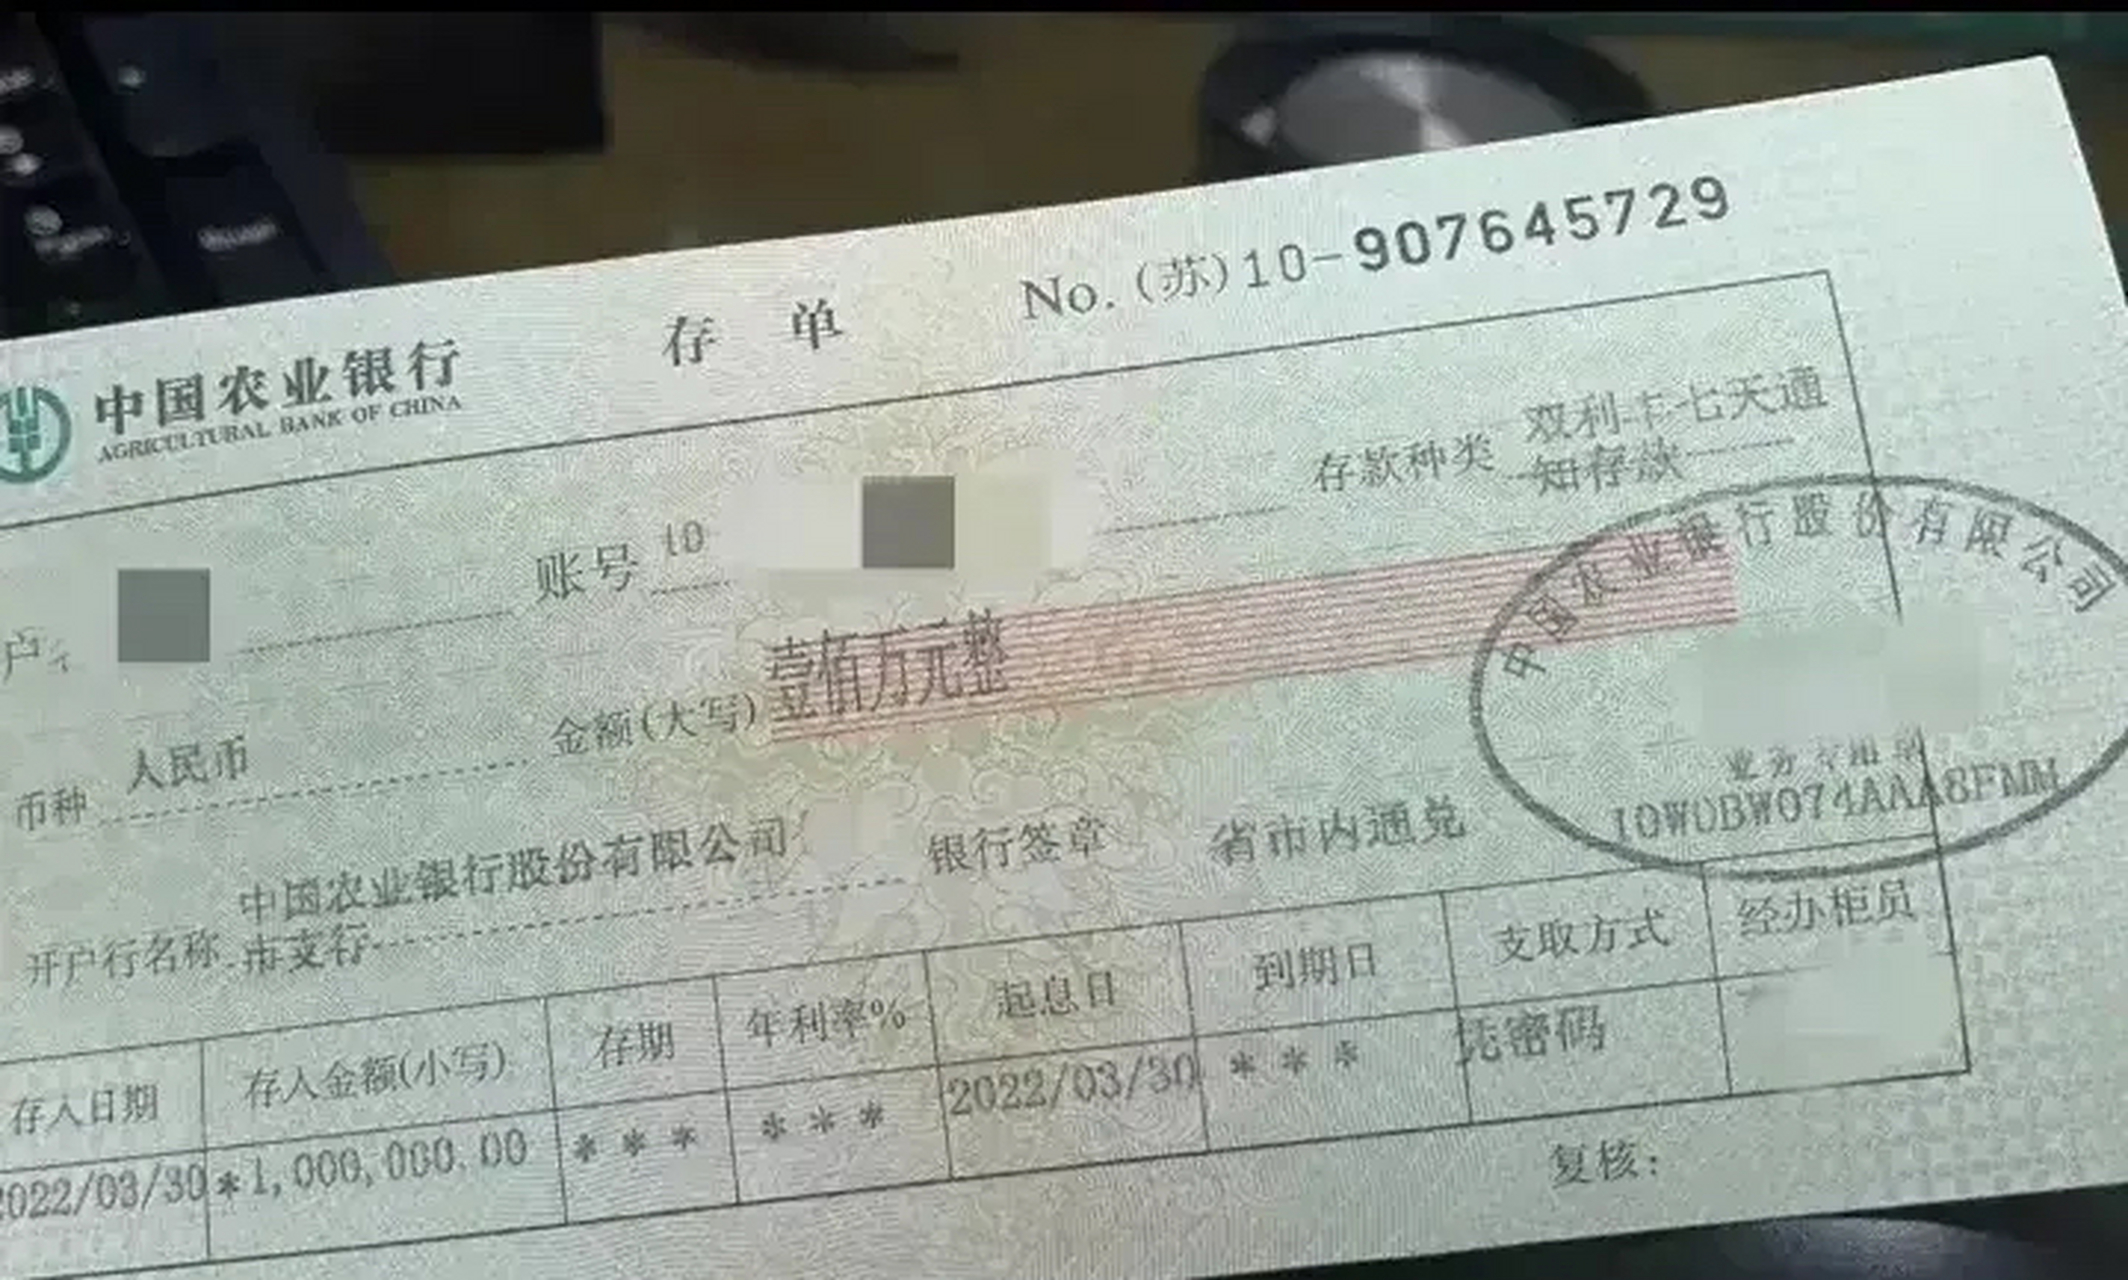 中国农业银行
AGRICULTURAL BANK OF CHINA
存 单
No.(苏)10-907645729
户
账号 10
存款种类 双利丰七天通
知存款
币种 人民币
金额(大写) 壹佰万元整
中国农业银行股份有限公司
业务专用章
10W0BW074AAA8FMM
开户行名称 中国农业银行股份有限公司
市支行
银行签章 省市内通兑
存入日期 存入金额(小写) 存期 年利率% 起息日 到期日 支取方式 经办柜员
2022/03/30 *1,000,000.00 *** *** 2022/03/30 *** 凭密码
复核: